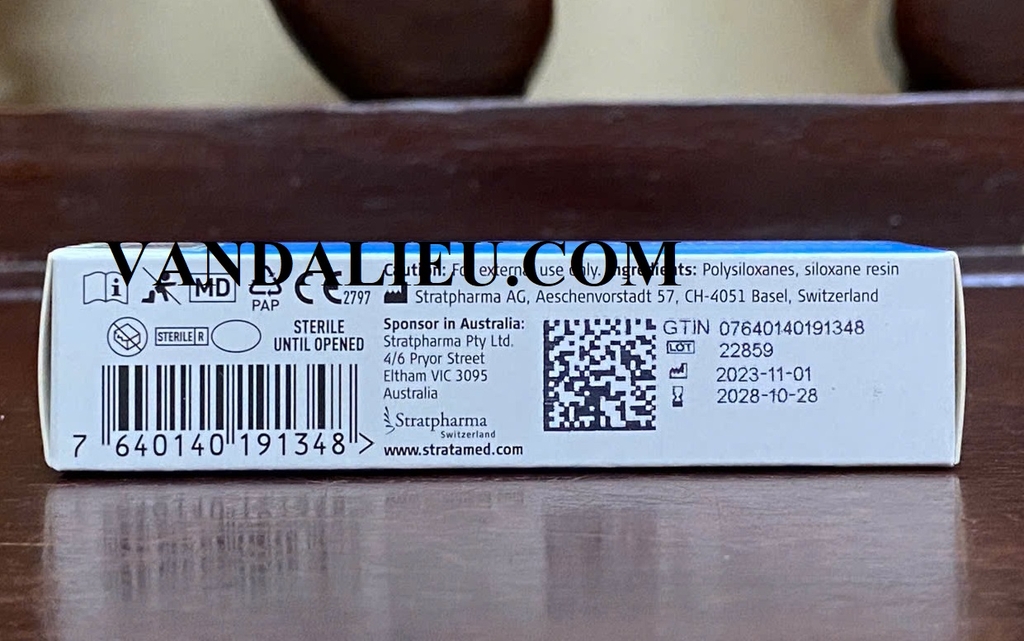 VANDALIEU.COM
Caution: For external use only. Ingredients: Polysiloxanes, siloxane resin
MD
PAP
2797
Stratpharma AG, Aeschenvorstadt 57, CH-4051 Basel, Switzerland
STERILE R
STERILE
UNTIL OPENED
Sponsor in Australia:
Stratpharma Pty Ltd.
4/6 Pryor Street
Eltham VIC 3095
Australia
Stratpharma
Switzerland
www.stratamed.com
GTIN 07640140191348
LOT 22859
2023-11-01
2028-10-28
7 640140 191348 >